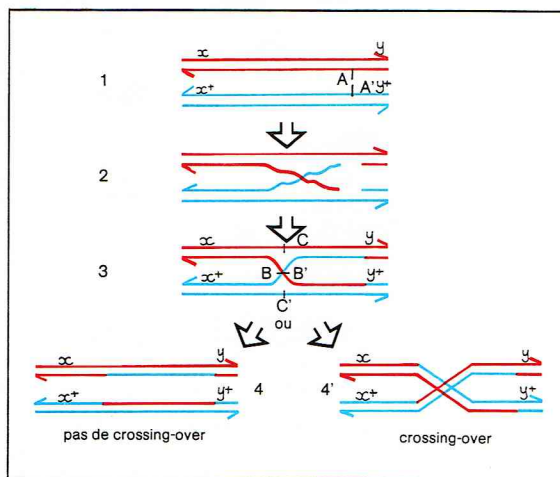 x y
1 A
x+ A' y+
2
x C y
3 B B'
x+ y+
C'
ou
x y x y
4 4'
x+ y+ x+ y+
pas de crossing-over crossing-over